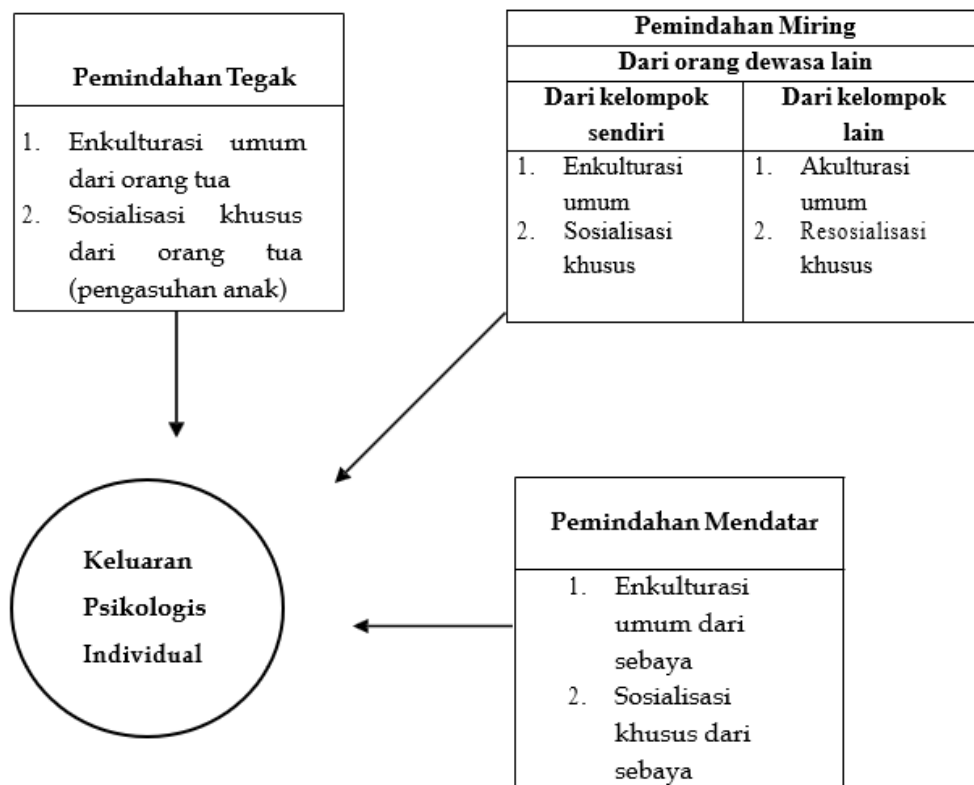 Pemindahan Tegak
1. Enkulturasi umum
dari orang tua
2. Sosialisasi khusus
dari orang tua
(pengasuhan anak)
Pemindahan Miring
Dari orang dewasa lain
Dari kelompok
sendiri
1. Enkulturasi
umum
2. Sosialisasi
khusus
Dari kelompok
lain
1. Akulturasi
umum
2. Resosialisasi
khusus
Keluaran
Psikologis
Individual
Pemindahan Mendatar
1. Enkulturasi
umum dari
sebaya
2. Sosialisasi
khusus dari
sebaya